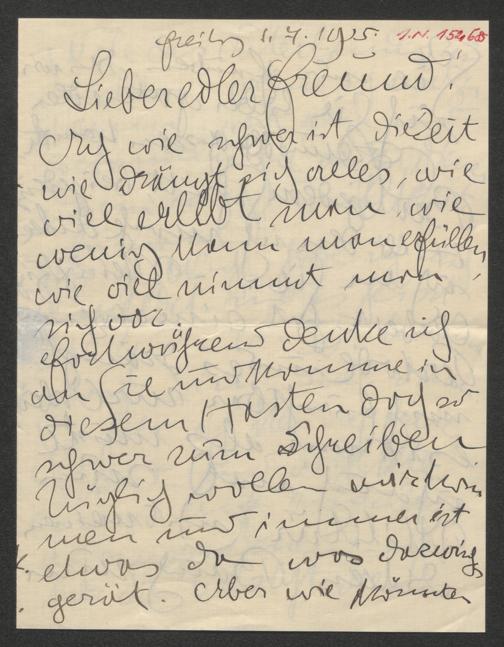 Freitag 1.7.1925. I.N. 154665
Lieber edler Freund!
Ach wie schwer ist die Zeit
wie drängt sich alles, wie
viel erlebt man, wie
wenig kann man erfüllen,
wie viel nimmt man
sich vor
fortwährend denke ich
an Sie und komme in
diesem Hasten doch so
schwer zum Schreiben
täglich wollen wir
men und immer ist
etwas da was dazwisch
gerät. Aber wie könnten